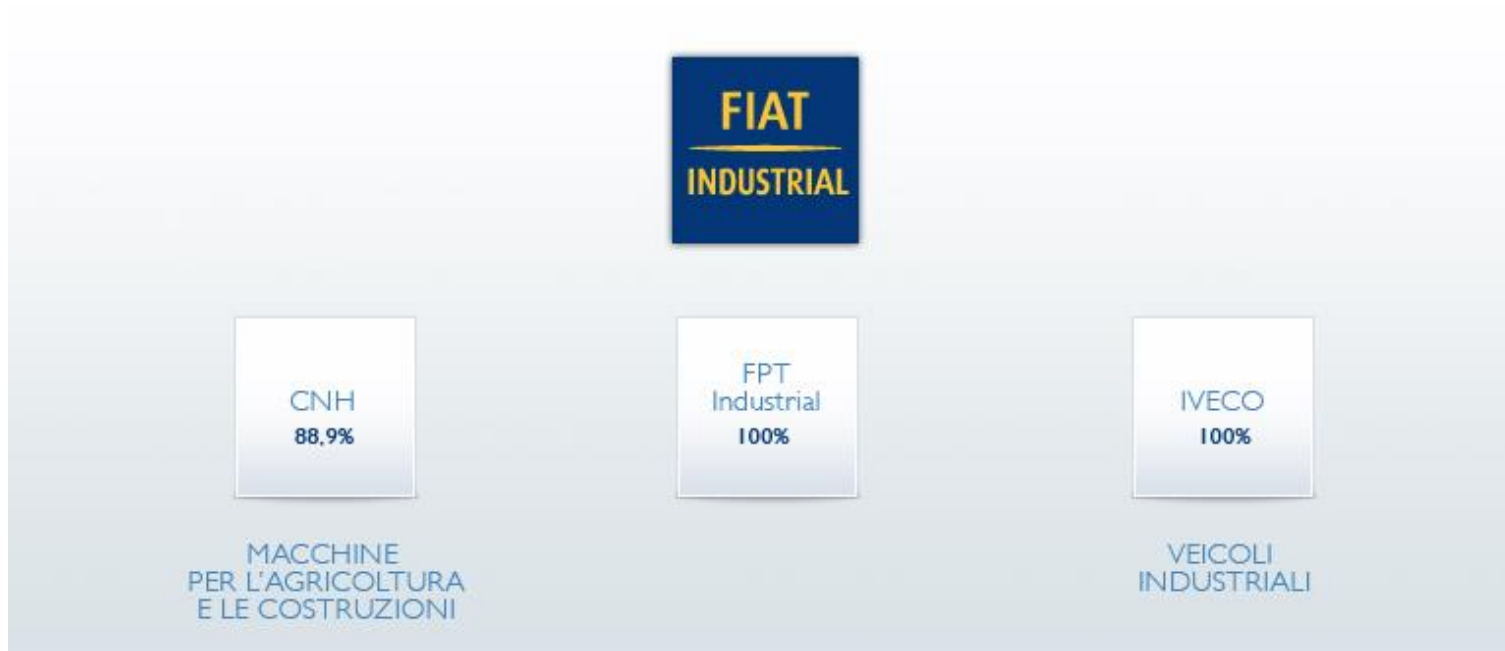 FIAT
INDUSTRIAL
CNH
88,9%
FPT
Industrial
100%
IVECO
100%
MACCHINE
PER L'AGRICOLTURA
E LE COSTRUZIONI
VEICOLI
INDUSTRIALI